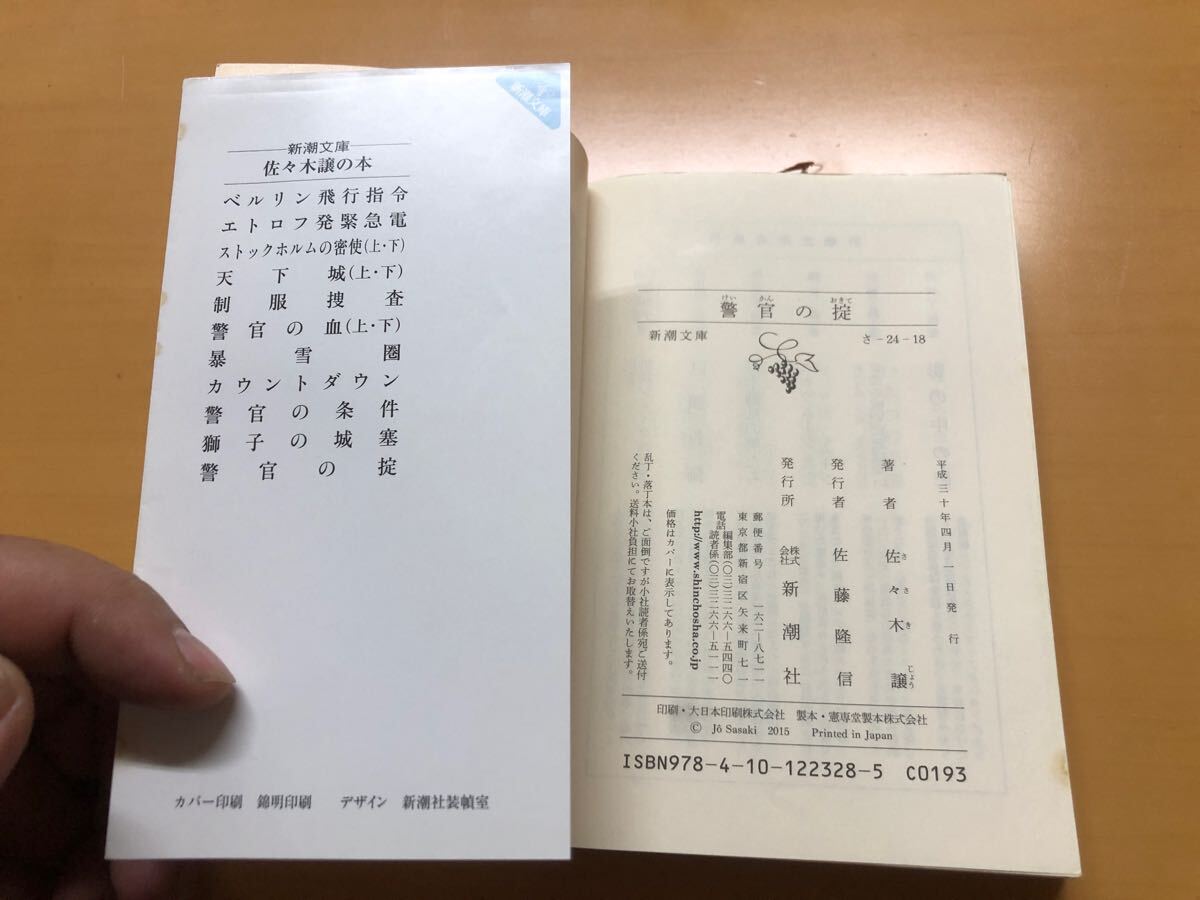 新潮文庫
新潮文庫
佐々木譲の本
ベルリン飛行指令
エトロフ発緊急電
ストックホルムの密使(上・下)
天下城(上・下)
制服捜査
警官の血(上・下)
暴雪圏
カウントダウン
警官の条件
獅子の城塞
警官の掟
カバー印刷 錦明印刷 デザイン 新潮社装幀室
けい かん おきて
警官の掟
新潮文庫 さ-24-18
平成三十年四月一日発行
著者 佐々木譲
さ さ き じょう
発行者 佐藤隆信
発行所 株式会社 新潮社
郵便番号 一六二―八七一一
東京都新宿区矢来町七一
電話 編集部(〇三)三二六六―五四四〇
読者係(〇三)三二六六―五一一一
http://www.shinchosha.co.jp
価格はカバーに表示してあります。
乱丁・落丁本は、ご面倒ですが小社読者係宛ご送付
ください。送料小社負担にてお取替えいたします。
印刷・大日本印刷株式会社 製本・憲専堂製本株式会社
© Jô Sasaki 2015 Printed in Japan
ISBN978-4-10-122328-5 C0193